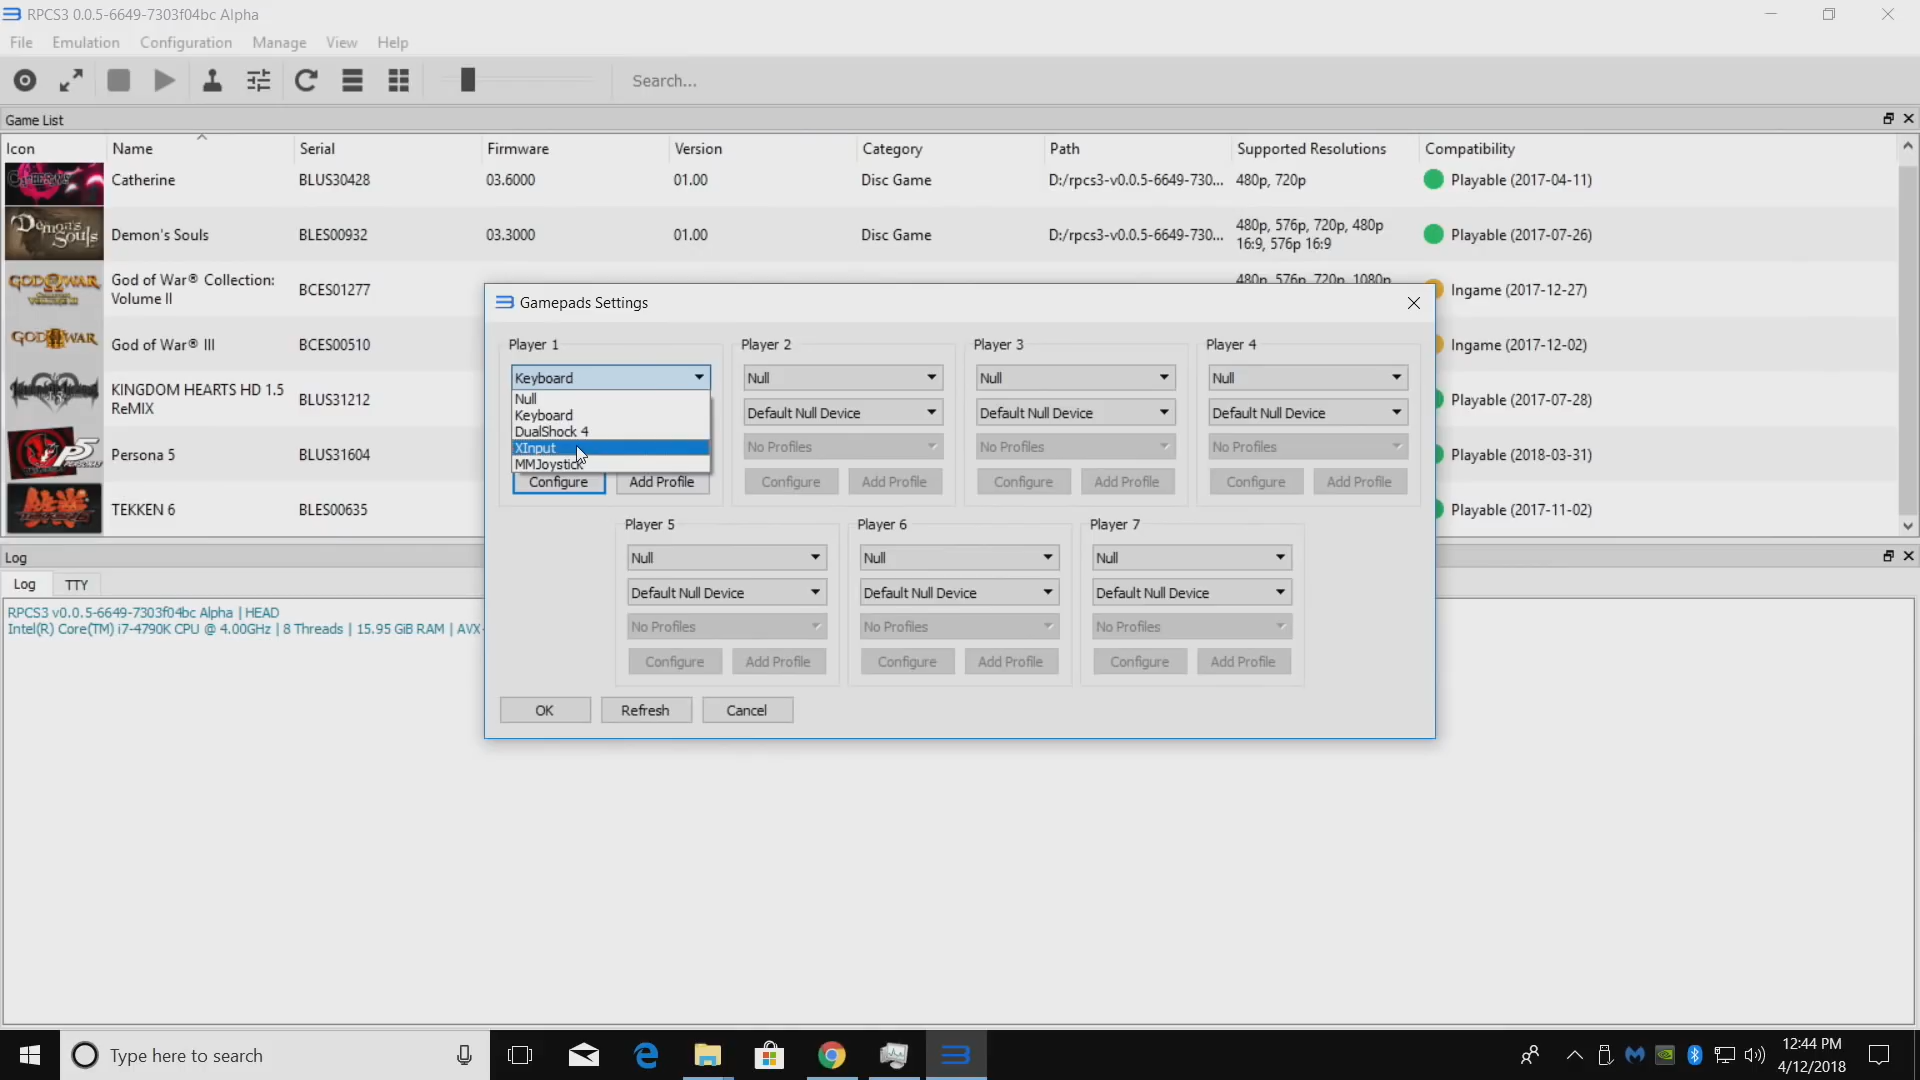 RPCS3 0.0.5-6649-7303f04bc Alpha
File Emulation Configuration Manage View Help
Search...
Game List
Icon Name Serial Firmware Version Category Path Supported Resolutions Compatibility
Catherine BLUS30428 03.6000 01.00 Disc Game D:/rpcs3-v0.0.5-6649-730... 480p, 720p Playable (2017-04-11)
Demon's Souls
Demon's Souls BLES00932 03.3000 01.00 Disc Game D:/rpcs3-v0.0.5-6649-730... 480p, 576p, 720p, 480p
16:9, 576p 16:9
Playable (2017-07-26)
GOD OF WAR
God of War® Collection:
Volume II
BCES01277
480p, 576p, 720p, 1080p
Ingame (2017-12-27)
GOD OF WAR
God of War® III BCES00510 Ingame (2017-12-02)
KINGDOM HEARTS HD 1.5
ReMIX
BLUS31212 Playable (2017-07-28)
Persona 5 BLUS31604 Playable (2018-03-31)
TEKKEN 6 BLES00635 Playable (2017-11-02)
Gamepads Settings
Player 1 Player 2 Player 3 Player 4
Keyboard Null Null Null
Null
Keyboard
DualShock 4
XInput
MMJoystick
Default Null Device Default Null Device Default Null Device
No Profiles No Profiles No Profiles
Configure Add Profile Configure Add Profile Configure Add Profile Configure Add Profile
Player 5 Player 6 Player 7
Null Null Null
Default Null Device Default Null Device Default Null Device
No Profiles No Profiles No Profiles
Configure Add Profile Configure Add Profile Configure Add Profile
OK Refresh Cancel
Log
Log TTY
RPCS3 v0.0.5-6649-7303f04bc Alpha | HEAD
Intel(R) Core(TM) i7-4790K CPU @ 4.00GHz | 8 Threads | 15.95 GiB RAM | AVX-
Type here to search
12:44 PM
4/12/2018